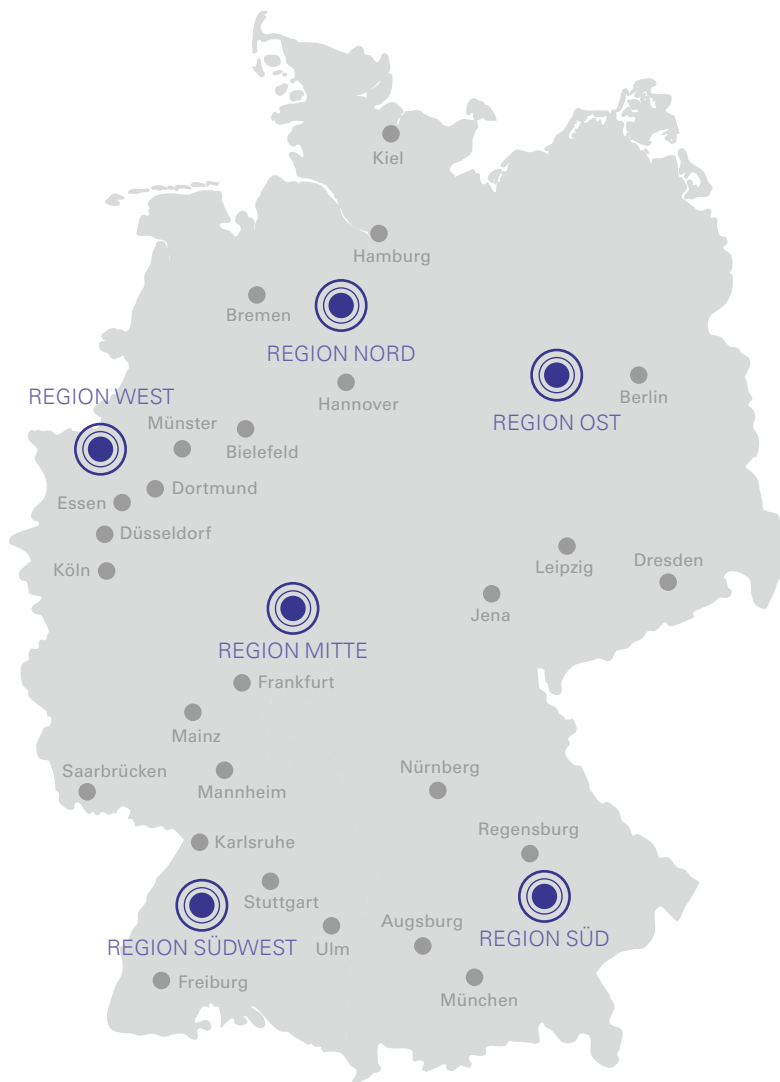 Kiel
Hamburg
Bremen
REGION NORD
Hannover
Berlin
REGION OST
REGION WEST
Münster
Bielefeld
Dortmund
Essen
Düsseldorf
Köln
Leipzig
Dresden
Jena
REGION MITTE
Frankfurt
Mainz
Saarbrücken
Mannheim
Nürnberg
Regensburg
Karlsruhe
Stuttgart
Augsburg
REGION SÜD
REGION SÜDWEST
Ulm
Freiburg
München